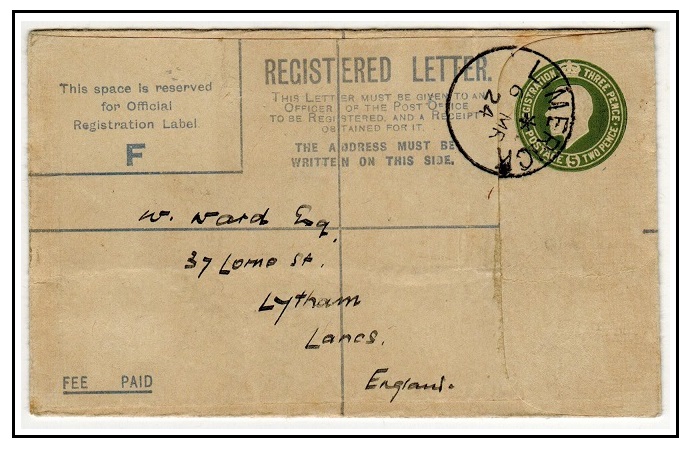 This space is reserved
for Official
Registration Label
F
REGISTERED LETTER.
THIS LETTER MUST BE GIVEN TO AN
OFFICER OF THE POST OFFICE
TO BE REGISTERED, AND A RECEIPT
OBTAINED FOR IT.
THE ADDRESS MUST BE
WRITTEN ON THIS SIDE.
6 MR
24
REGISTRATION THREE PENCE
POSTAGE (5) TWO PENCE
W. Ward Esq.
37 Lome St.
Lytham
Lancs.
England.
FEE PAID